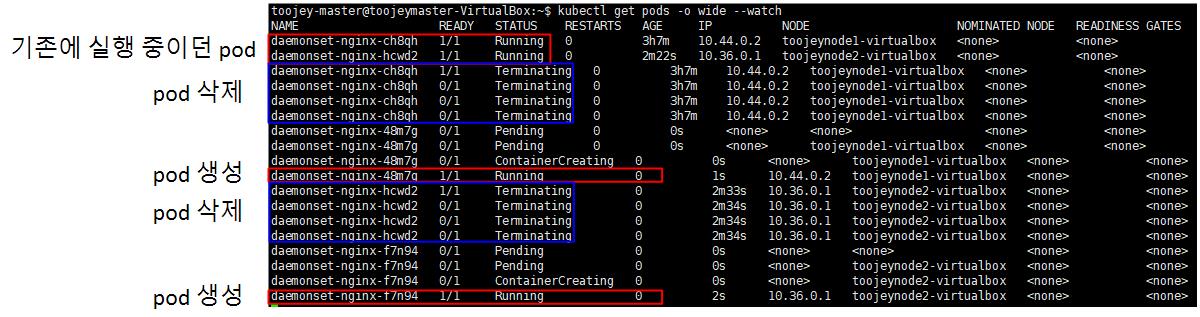 toojey-master@toojeymaster-VirtualBox:~$ kubectl get pods -o wide --watch
NAME READY STATUS RESTARTS AGE IP NODE NOMINATED NODE READINESS GATES
기존에 실행 중이던 pod
daemonset-nginx-ch8qh 1/1 Running 0 3h7m 10.44.0.2 toojeynode1-virtualbox <none> <none>
daemonset-nginx-hcwd2 1/1 Running 0 2m22s 10.36.0.1 toojeynode2-virtualbox <none> <none>
pod 삭제
daemonset-nginx-ch8qh 1/1 Terminating 0 3h7m 10.44.0.2 toojeynode1-virtualbox <none> <none>
daemonset-nginx-ch8qh 0/1 Terminating 0 3h7m 10.44.0.2 toojeynode1-virtualbox <none> <none>
daemonset-nginx-ch8qh 0/1 Terminating 0 3h7m 10.44.0.2 toojeynode1-virtualbox <none> <none>
daemonset-nginx-ch8qh 0/1 Terminating 0 3h7m 10.44.0.2 toojeynode1-virtualbox <none> <none>
daemonset-nginx-48m7g 0/1 Pending 0 0s <none> <none> <none> <none>
daemonset-nginx-48m7g 0/1 Pending 0 0s <none> toojeynode1-virtualbox <none> <none>
daemonset-nginx-48m7g 0/1 ContainerCreating 0 0s <none> toojeynode1-virtualbox <none> <none>
pod 생성
daemonset-nginx-48m7g 1/1 Running 0 1s 10.44.0.2 toojeynode1-virtualbox <none> <none>
pod 삭제
daemonset-nginx-hcwd2 1/1 Terminating 0 2m33s 10.36.0.1 toojeynode2-virtualbox <none> <none>
daemonset-nginx-hcwd2 0/1 Terminating 0 2m34s 10.36.0.1 toojeynode2-virtualbox <none> <none>
daemonset-nginx-hcwd2 0/1 Terminating 0 2m34s 10.36.0.1 toojeynode2-virtualbox <none> <none>
daemonset-nginx-hcwd2 0/1 Terminating 0 2m34s 10.36.0.1 toojeynode2-virtualbox <none> <none>
daemonset-nginx-f7n94 0/1 Pending 0 0s <none> <none> <none> <none>
daemonset-nginx-f7n94 0/1 Pending 0 0s <none> toojeynode2-virtualbox <none> <none>
daemonset-nginx-f7n94 0/1 ContainerCreating 0 0s <none> toojeynode2-virtualbox <none> <none>
pod 생성
daemonset-nginx-f7n94 1/1 Running 0 2s 10.36.0.1 toojeynode2-virtualbox <none> <none>